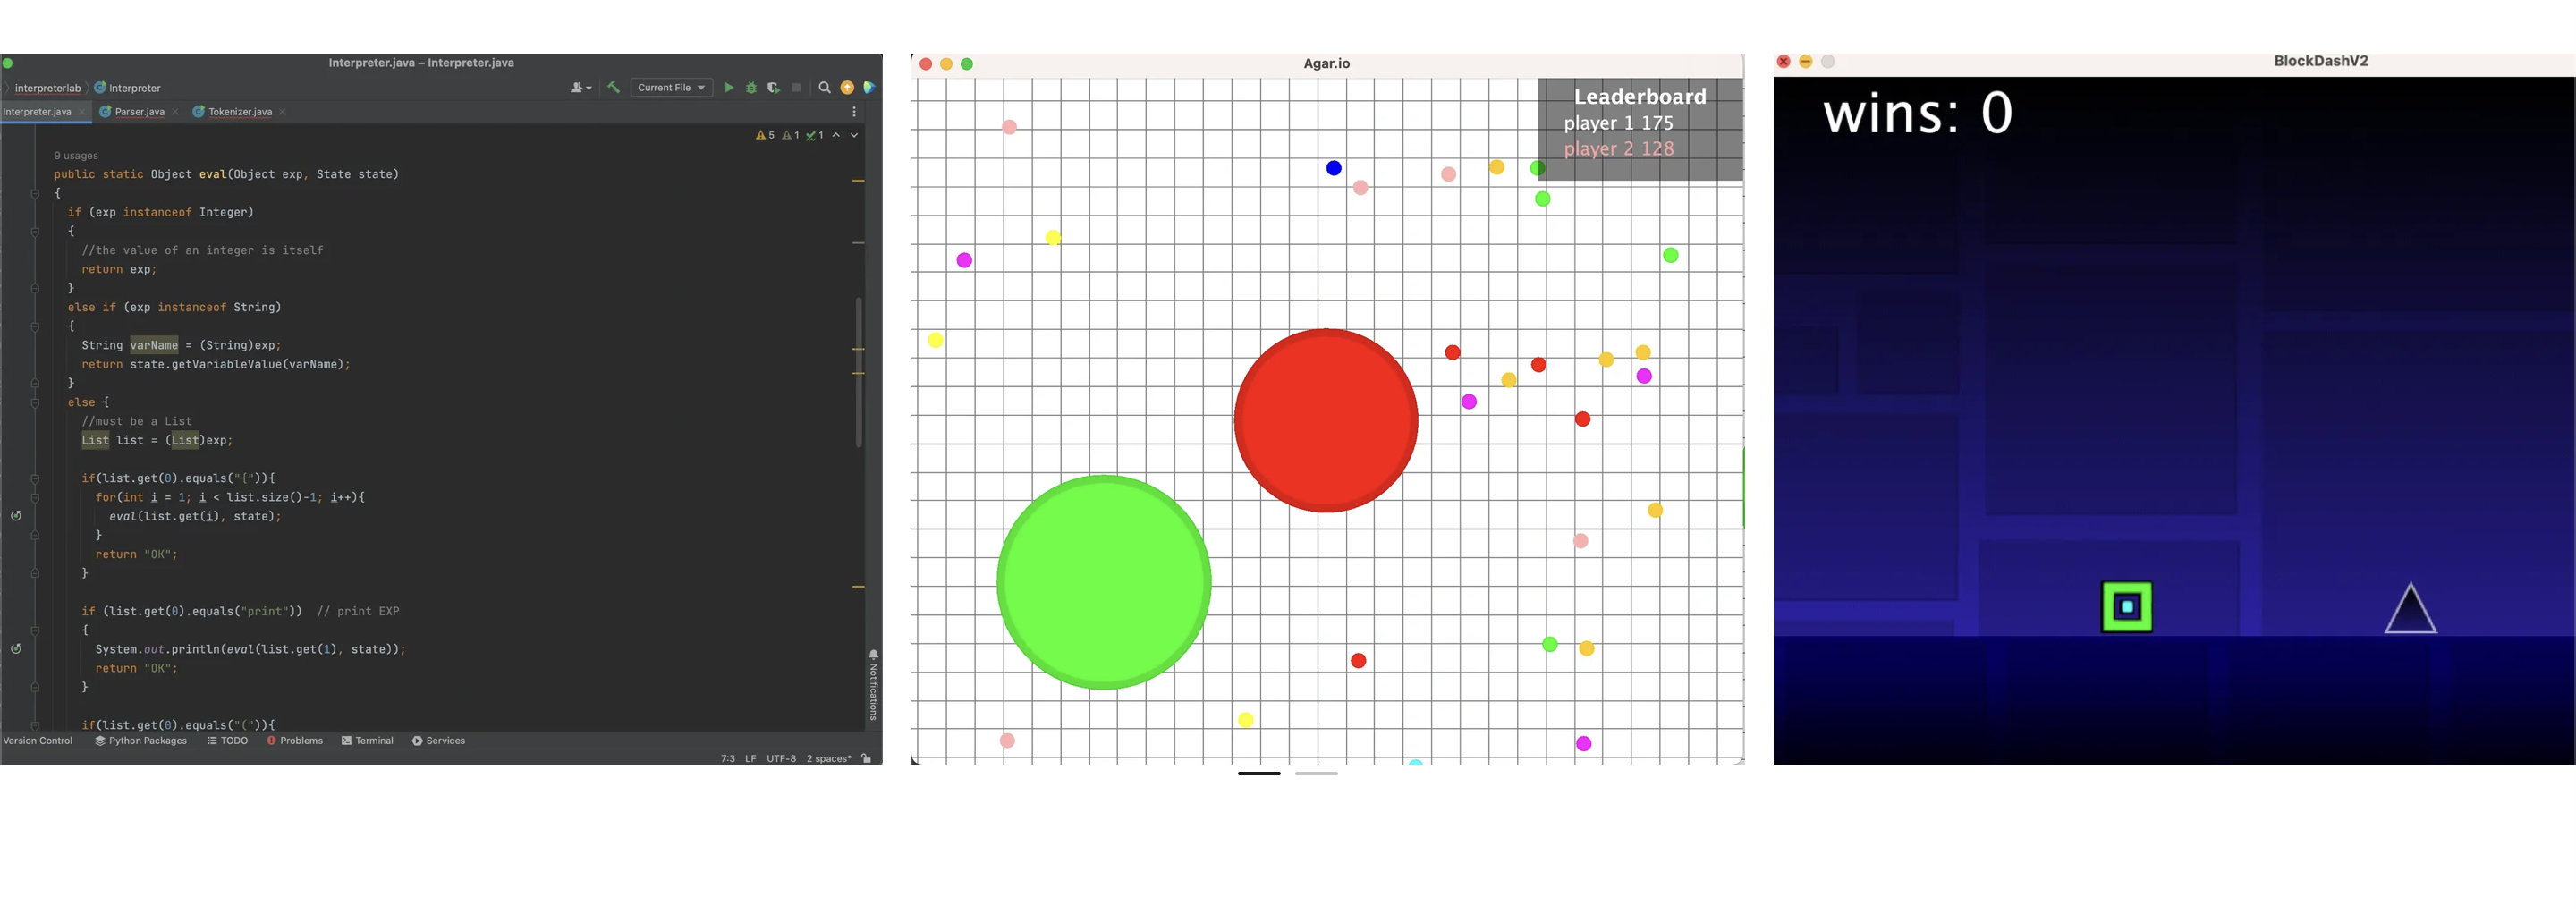 Interpreter.java – Interpreter.java
interpreterlab Interpreter
Current File
Interpreter.java Parser.java Tokenizer.java
5 1 1
9 usages
public static Object eval(Object exp, State state)
{
if (exp instanceof Integer)
{
//the value of an integer is itself
return exp;
}
else if (exp instanceof String)
{
String varName = (String)exp;
return state.getVariableValue(varName);
}
else {
//must be a List
List list = (List)exp;
if(list.get(0).equals("{")){
for(int i = 1; i < list.size()-1; i++){
eval(list.get(i), state);
}
return "OK";
}
if (list.get(0).equals("print")) // print EXP
{
System.out.println(eval(list.get(1), state));
return "OK";
}
if(list.get(0).equals("(")){
Notifications
Version Control Python Packages TODO Problems Terminal Services
7:3 LF UTF-8 2 spaces*
Agar.io
Leaderboard
player 1 175
player 2 128
BlockDashV2
wins: 0